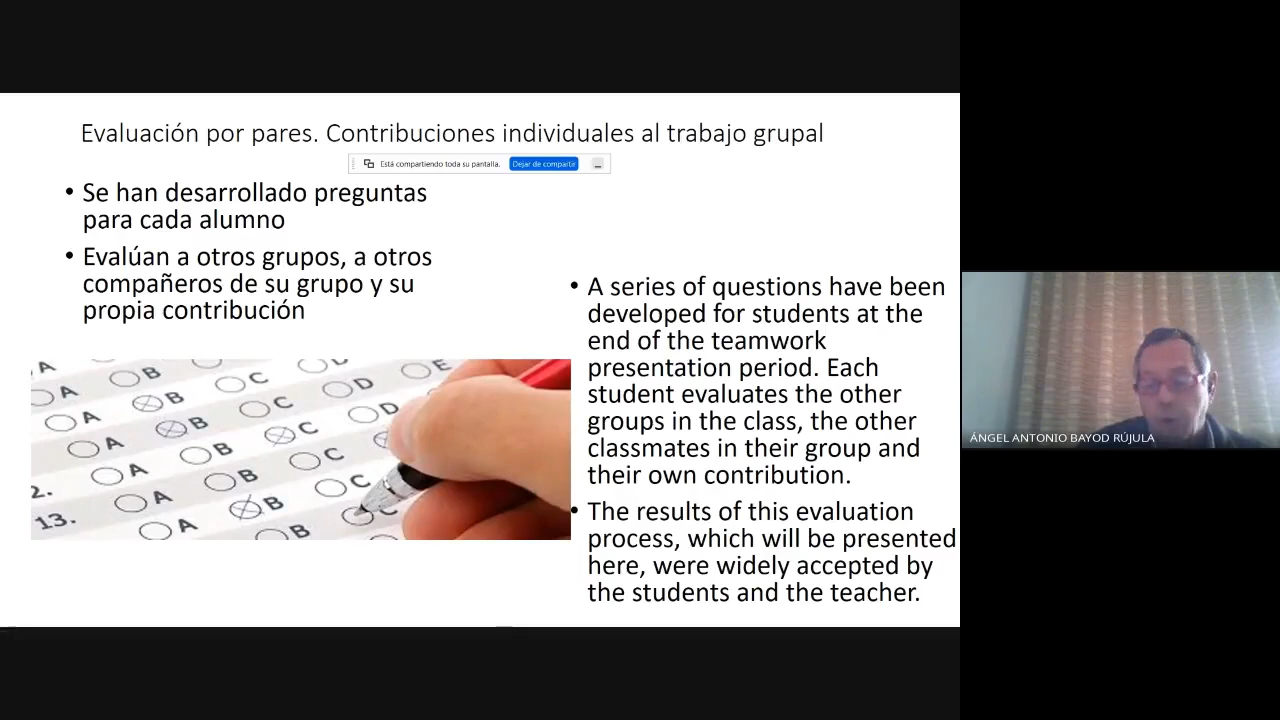 Evaluación por pares. Contribuciones individuales al trabajo grupal
Está compartiendo toda su pantalla. Dejar de compartir
• Se han desarrollado preguntas
para cada alumno
• Evalúan a otros grupos, a otros
compañeros de su grupo y su
propia contribución
A
A B C D E
A B C D
A B C
A B C
2. A B C
13. A B C
A B
• A series of questions have been
developed for students at the
end of the teamwork
presentation period. Each
student evaluates the other
groups in the class, the other
classmates in their group and
their own contribution.
• The results of this evaluation
process, which will be presented
here, were widely accepted by
the students and the teacher.
ÁNGEL ANTONIO BAYOD RÚJULA